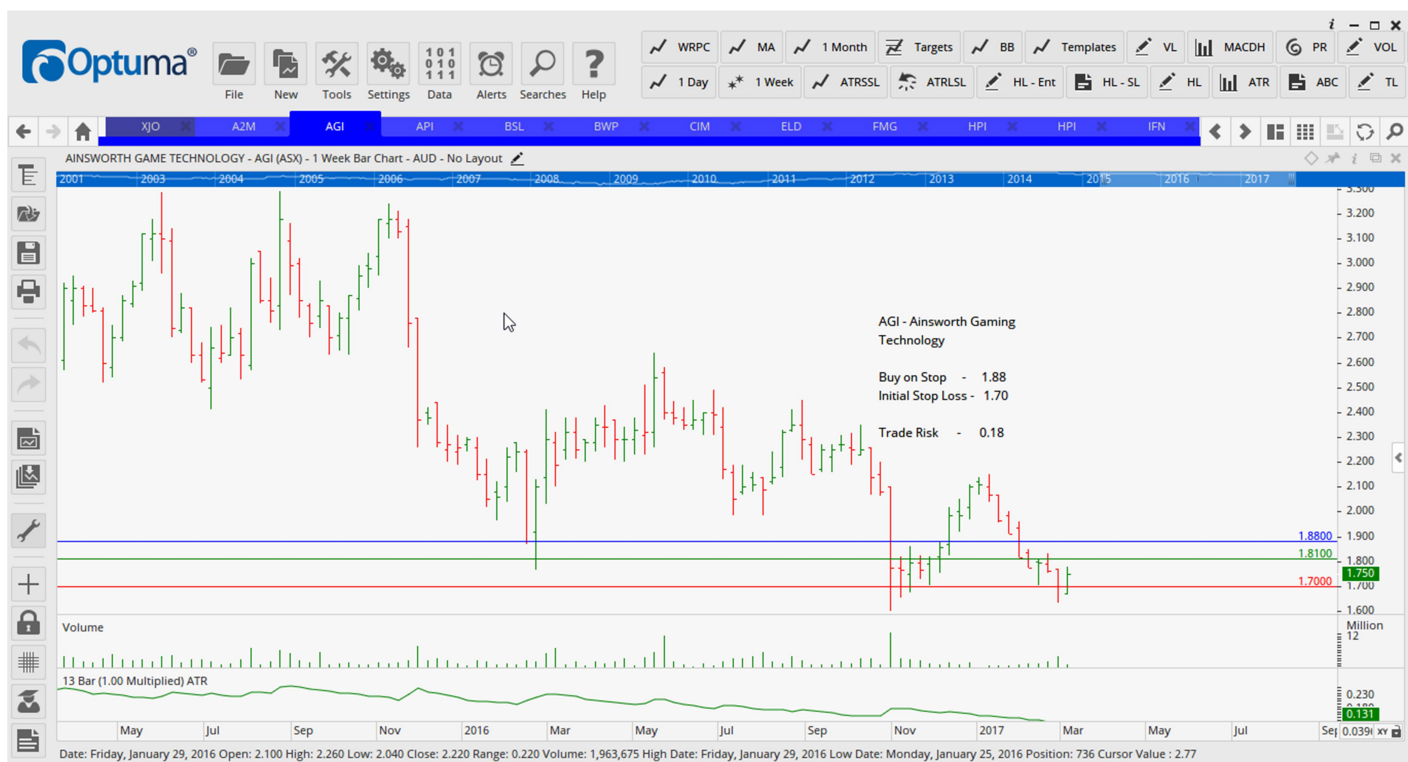 i
Optuma®
File New Tools Settings Data Alerts Searches Help
101
010
111
WRPC MA 1 Month Targets BB Templates VL MACDH PR VOL
1 Day 1 Week ATRSSL ATRLSL HL - Ent HL - SL HL ATR ABC TL
XJO A2M AGI API BSL BWP CIM ELD FMG HPI HPI IFN
AINSWORTH GAME TECHNOLOGY - AGI (ASX) - 1 Week Bar Chart - AUD - No Layout
2001 2003 2004 2005 2006 2007 2008 2009 2010 2011 2012 2013 2014 2015 2016 2017
3.300
3.200
3.100
3.000
2.900
2.800
2.700
2.600
2.500
2.400
2.300
2.200
2.100
2.000
1.900
1.800
1.750
1.700
1.600
AGI - Ainsworth Gaming
Technology
Buy on Stop - 1.88
Initial Stop Loss - 1.70
Trade Risk - 0.18
1.8800
1.8100
1.7000
Volume
Million
12
13 Bar (1.00 Multiplied) ATR
0.230
0.131
May Jul Sep Nov 2016 Mar May Jul Sep Nov 2017 Mar May Jul
XY
Date: Friday, January 29, 2016 Open: 2.100 High: 2.260 Low: 2.040 Close: 2.220 Range: 0.220 Volume: 1,963,675 High Date: Friday, January 29, 2016 Low Date: Monday, January 25, 2016 Position: 736 Cursor Value : 2.77